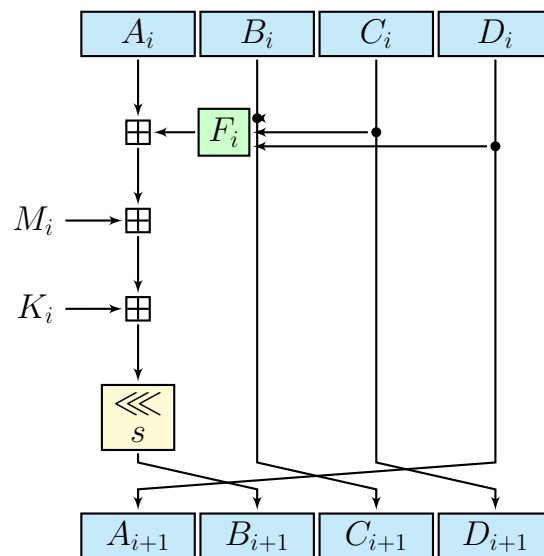 A_i B_i C_i D_i
F_i
M_i
K_i
⋘
s
A_{i+1} B_{i+1} C_{i+1} D_{i+1}